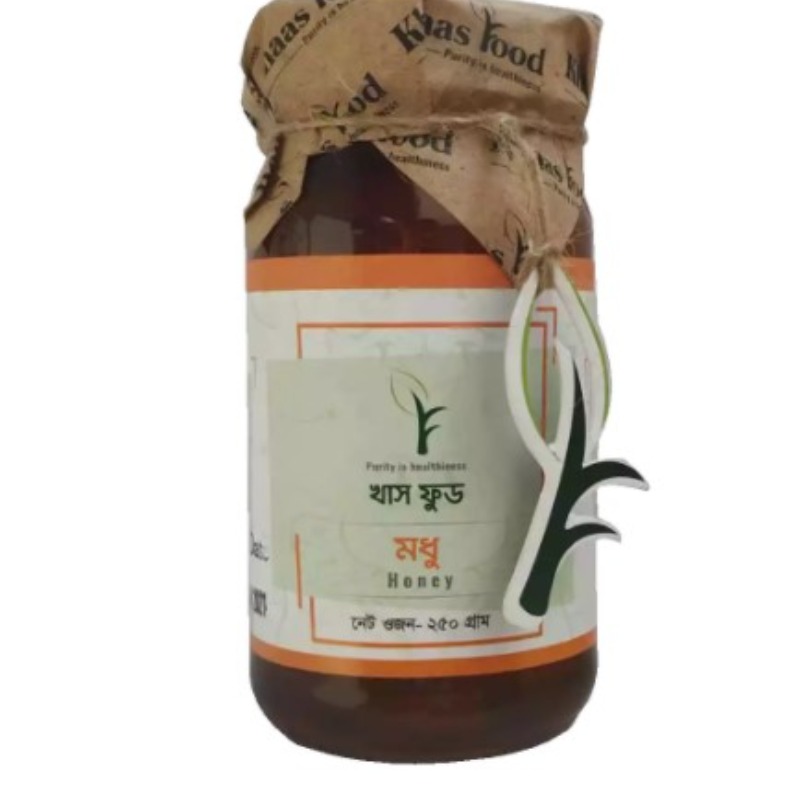 Khaas Food
Purity is healthiness
Purity is healthiness
খাস ফুড
মধু
Honey
নেট ওজন- ২৫০ গ্রাম